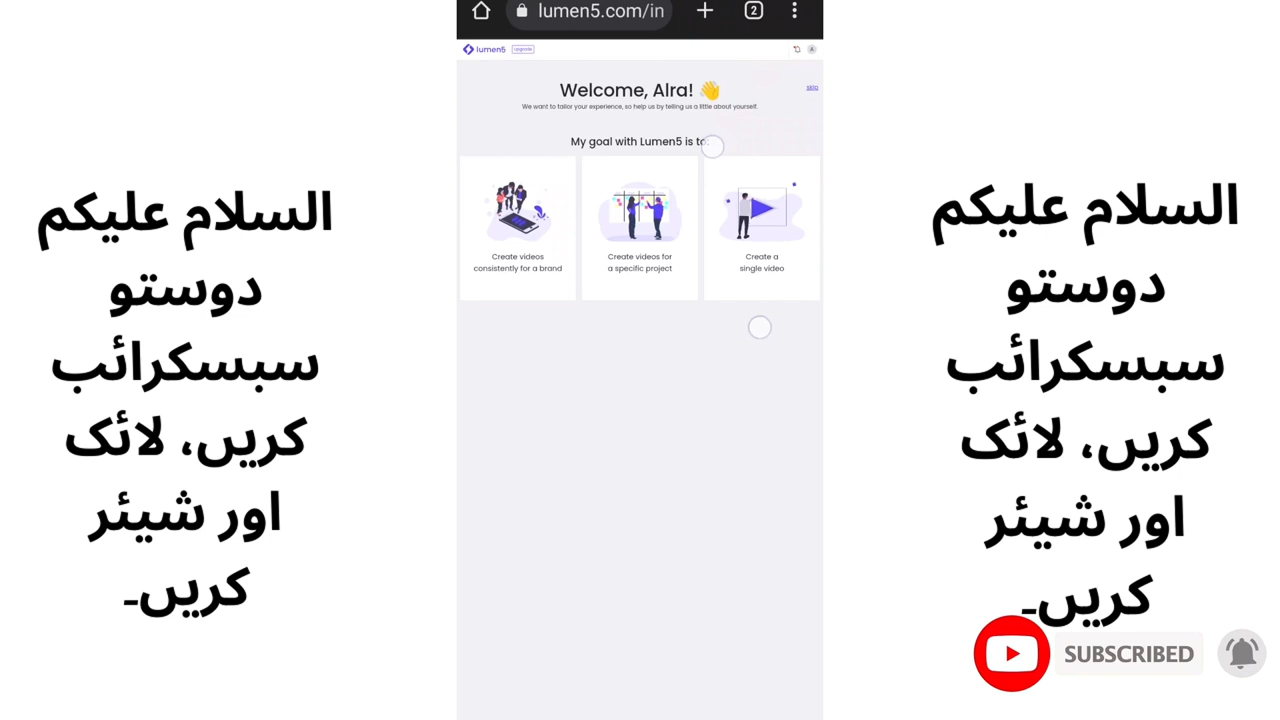 السلام علیکم
دوستو
سبسکرائب
کریں، لائک
اور شیئر
کریں۔
lumen5.com/in
2
lumen5 upgrade
A
Welcome, Alra! 👋
skip
We want to tailor your experience, so help us by telling us a little about yourself.
My goal with Lumen5 is to:
Create videos
consistently for a brand
Create videos for
a specific project
Create a
single video
السلام علیکم
دوستو
سبسکرائب
کریں، لائک
اور شیئر
کریں۔
SUBSCRIBED